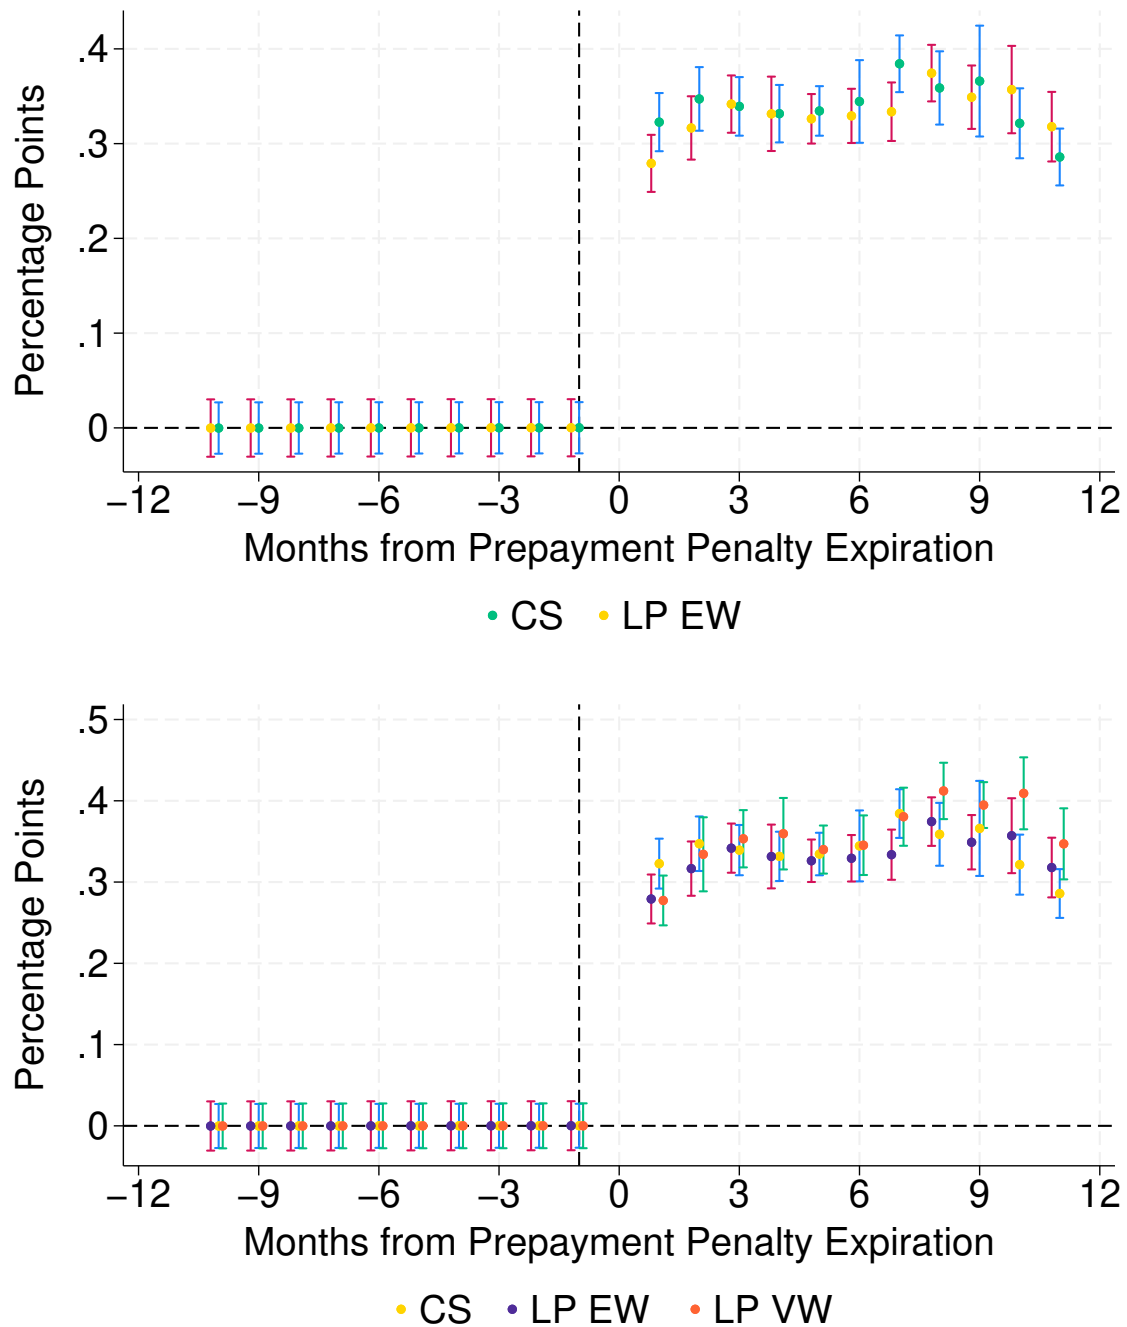 Percentage Points
.4
.3
.2
.1
0
−12 −9 −6 −3 0 3 6 9 12
Months from Prepayment Penalty Expiration
CS LP EW
Percentage Points
.5
.4
.3
.2
.1
0
−12 −9 −6 −3 0 3 6 9 12
Months from Prepayment Penalty Expiration
CS LP EW LP VW